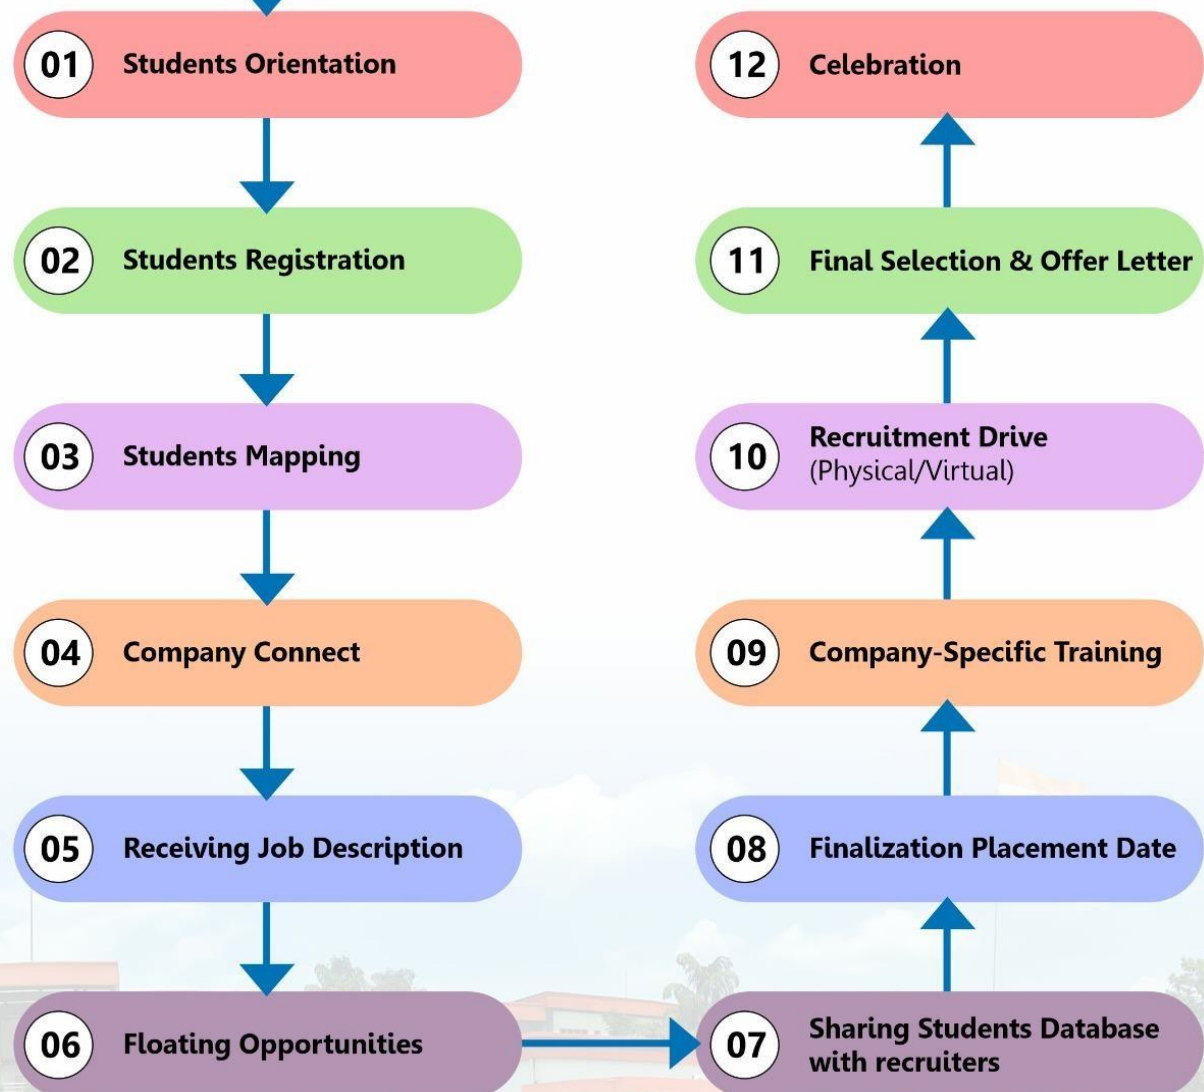 01 Students Orientation
02 Students Registration
03 Students Mapping
04 Company Connect
05 Receiving Job Description
06 Floating Opportunities
07 Sharing Students Database
with recruiters
08 Finalization Placement Date
09 Company-Specific Training
10 Recruitment Drive
(Physical/Virtual)
11 Final Selection & Offer Letter
12 Celebration